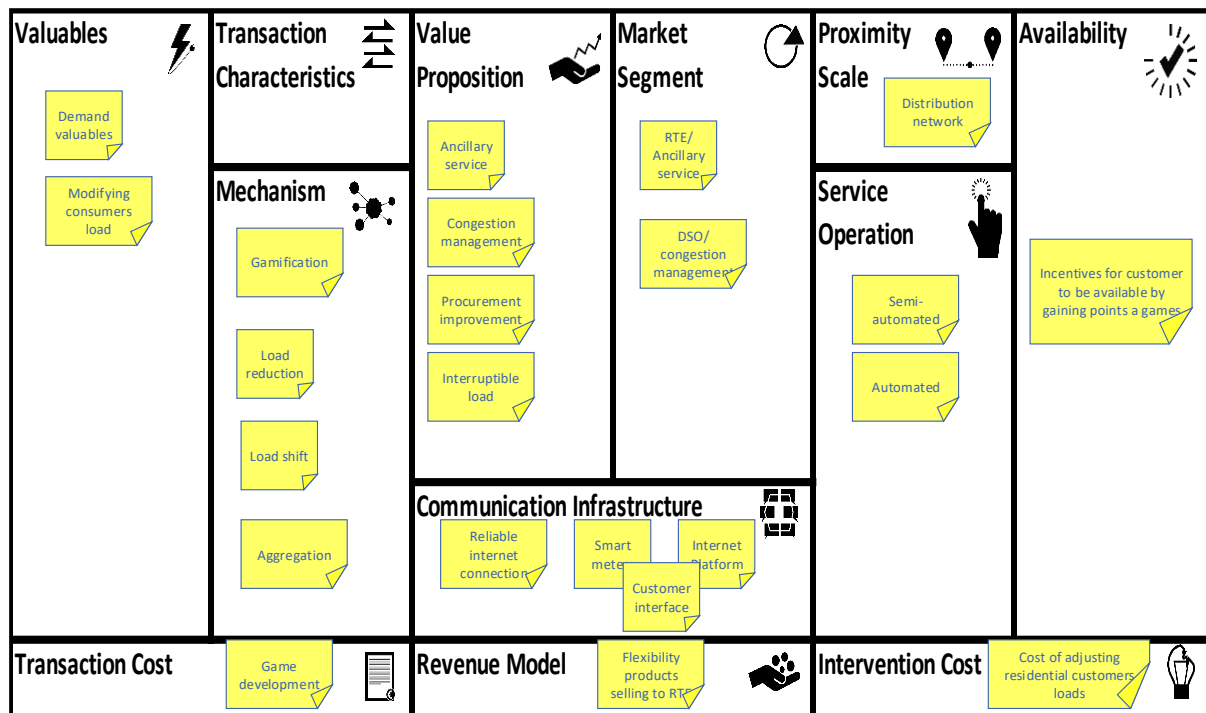 Valuables
Demand
valuables
Modifying
consumers
load
Transaction
Characteristics
Mechanism
Gamification
Load
reduction
Load shift
Aggregation
Value
Proposition
Ancillary
service
Congestion
management
Procurement
improvement
Interruptible
load
Market
Segment
RTE/
Ancillary
service
DSO/
congestion
management
Communication Infrastructure
Reliable
internet
connection
Smart
meter
Internet
Platform
Customer
interface
Proximity
Scale
Distribution
network
Service
Operation
Semi-
automated
Automated
Availability
Incentives for customer
to be available by
gaining points a games
Transaction Cost
Game
development
Revenue Model
Flexibility
products
selling to RTE
Intervention Cost
Cost of adjusting
residential customers
loads